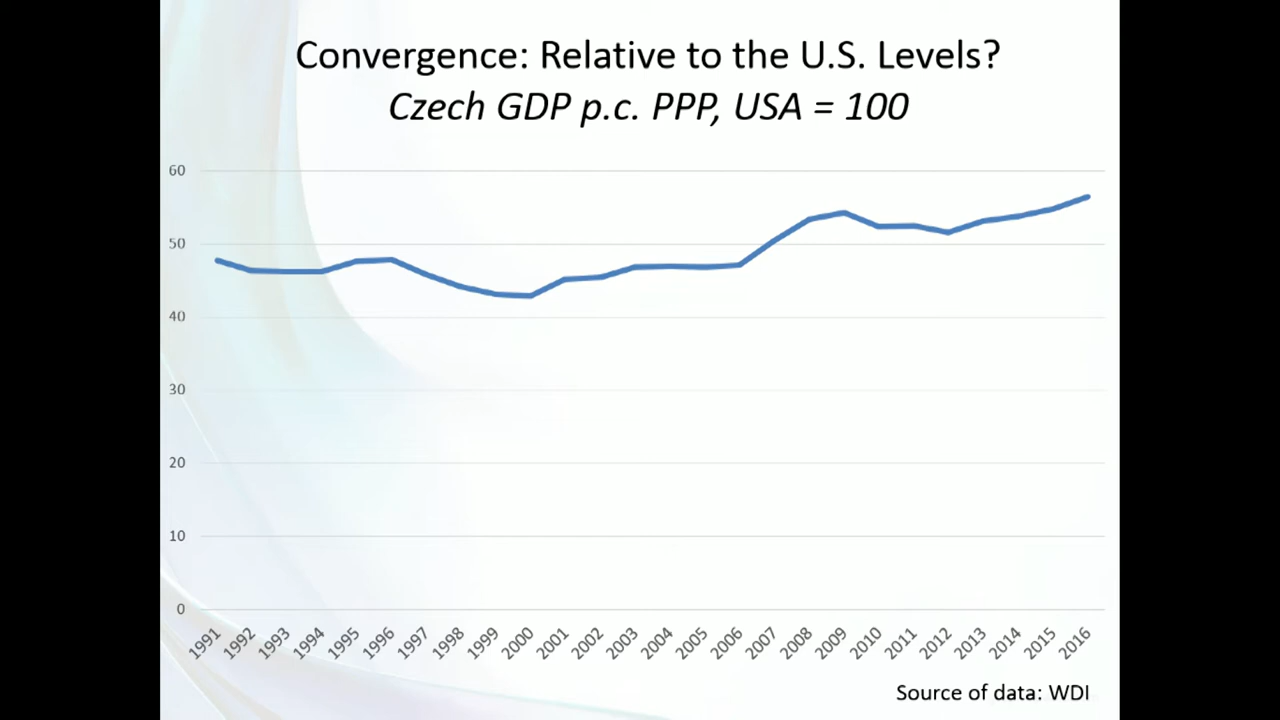 Convergence: Relative to the U.S. Levels?
Czech GDP p.c. PPP, USA = 100
60
50
40
30
20
10
0
1991 1992 1993 1994 1995 1996 1997 1998 1999 2000 2001 2002 2003 2004 2005 2006 2007 2008 2009 2010 2011 2012 2013 2014 2015 2016
Source of data: WDI